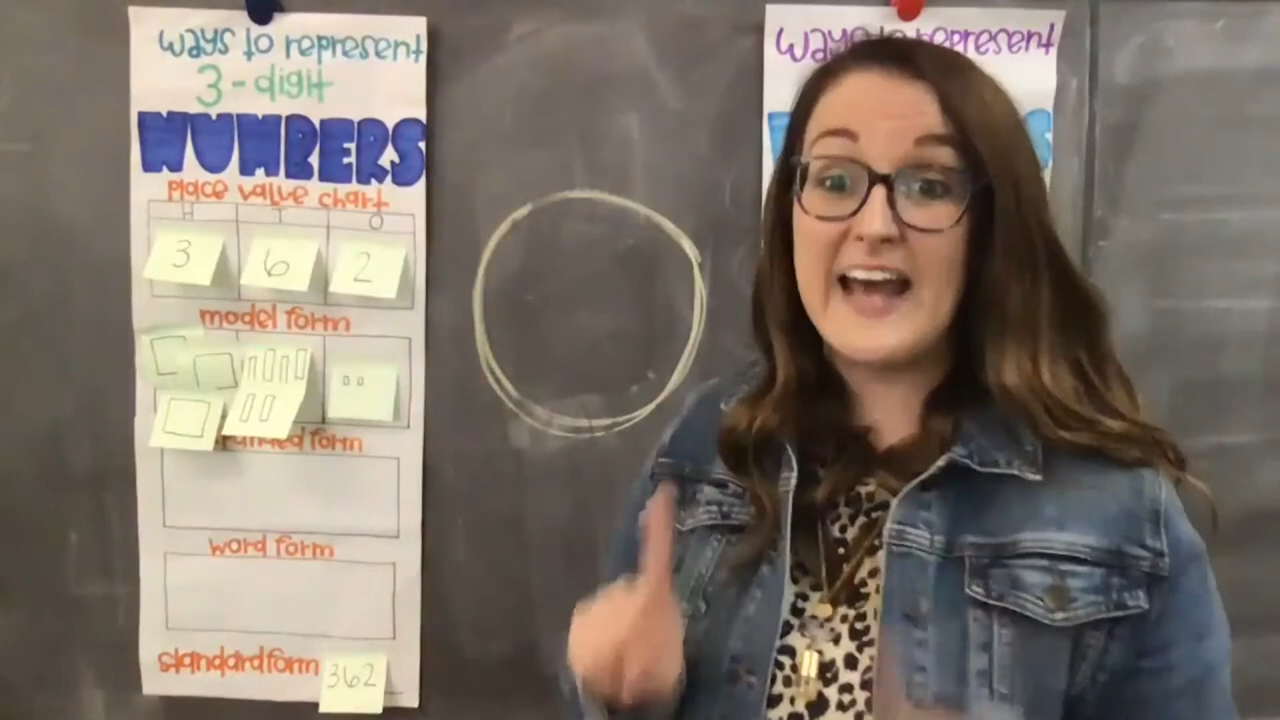 ways to represent
3-digit
NUMBERS
place value chart
H T O
3 6 2
model form
form
word form
standard form 362
ways to represent
S